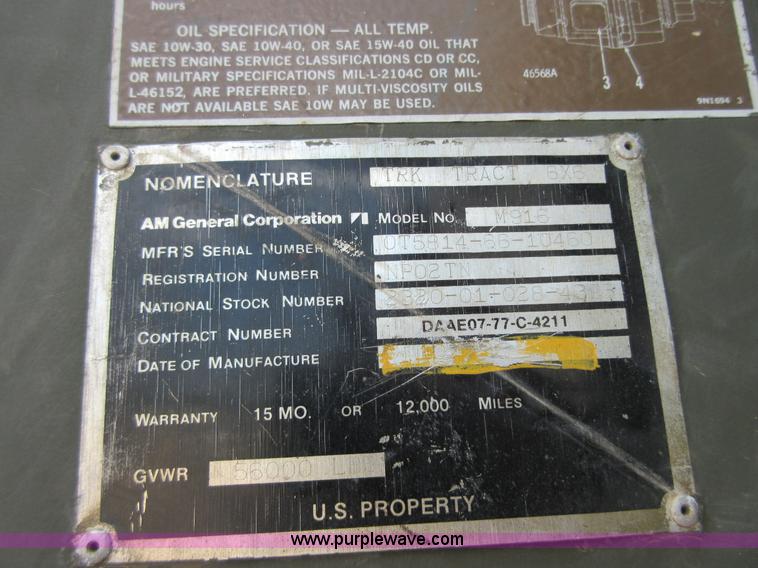 hours
OIL SPECIFICATION — ALL TEMP.
SAE 10W-30, SAE 10W-40, OR SAE 15W-40 OIL THAT
MEETS ENGINE SERVICE CLASSIFICATIONS CD OR CC,
OR MILITARY SPECIFICATIONS MIL-L-2104C OR MIL-
L-46152, ARE PREFERRED. IF MULTI-VISCOSITY OILS
ARE NOT AVAILABLE SAE 10W MAY BE USED.
46568A
3 4
9N1694 3
NOMENCLATURE TRK TRACT 6X6
AM General Corporation MODEL NO. M916
MFR'S SERIAL NUMBER
REGISTRATION NUMBER NP02TN
NATIONAL STOCK NUMBER
CONTRACT NUMBER DAAE07-77-C-4211
DATE OF MANUFACTURE
WARRANTY 15 MO. OR 12,000 MILES
GVWR 56000
U.S. PROPERTY
www.purplewave.com